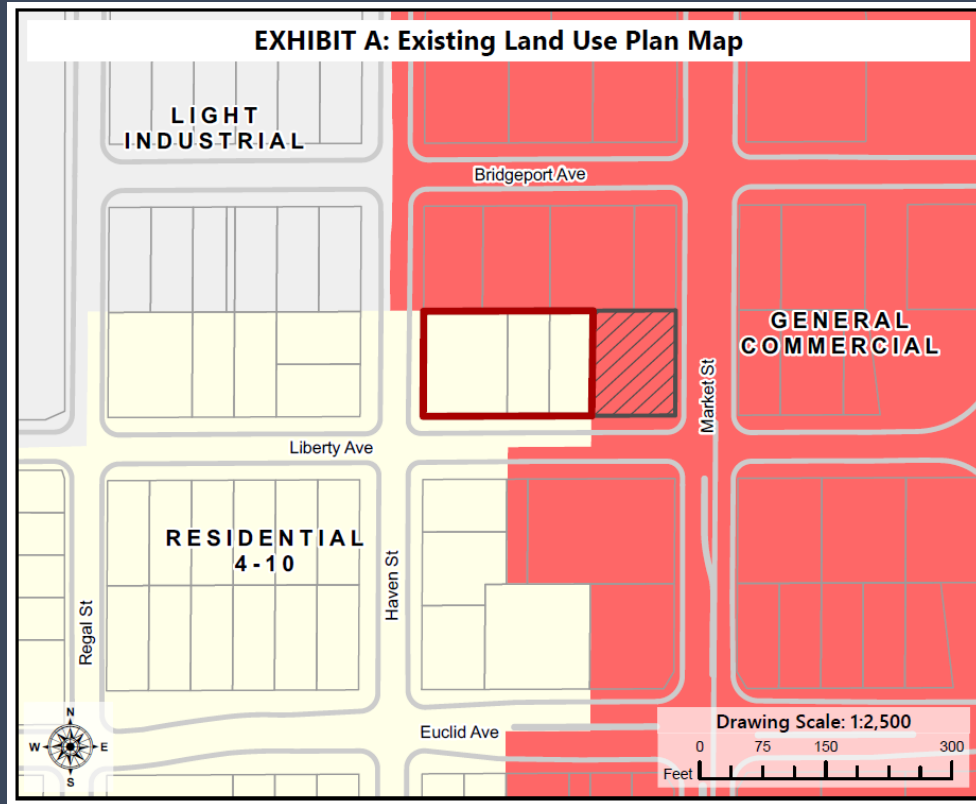 EXHIBIT A: Existing Land Use Plan Map
LIGHT
INDUSTRIAL
Bridgeport Ave
GENERAL
COMMERCIAL
Market St
Liberty Ave
RESIDENTIAL
4-10
Haven St
Regal St
Euclid Ave
N
W
E
S
Drawing Scale: 1:2,500
0 75 150 300
Feet